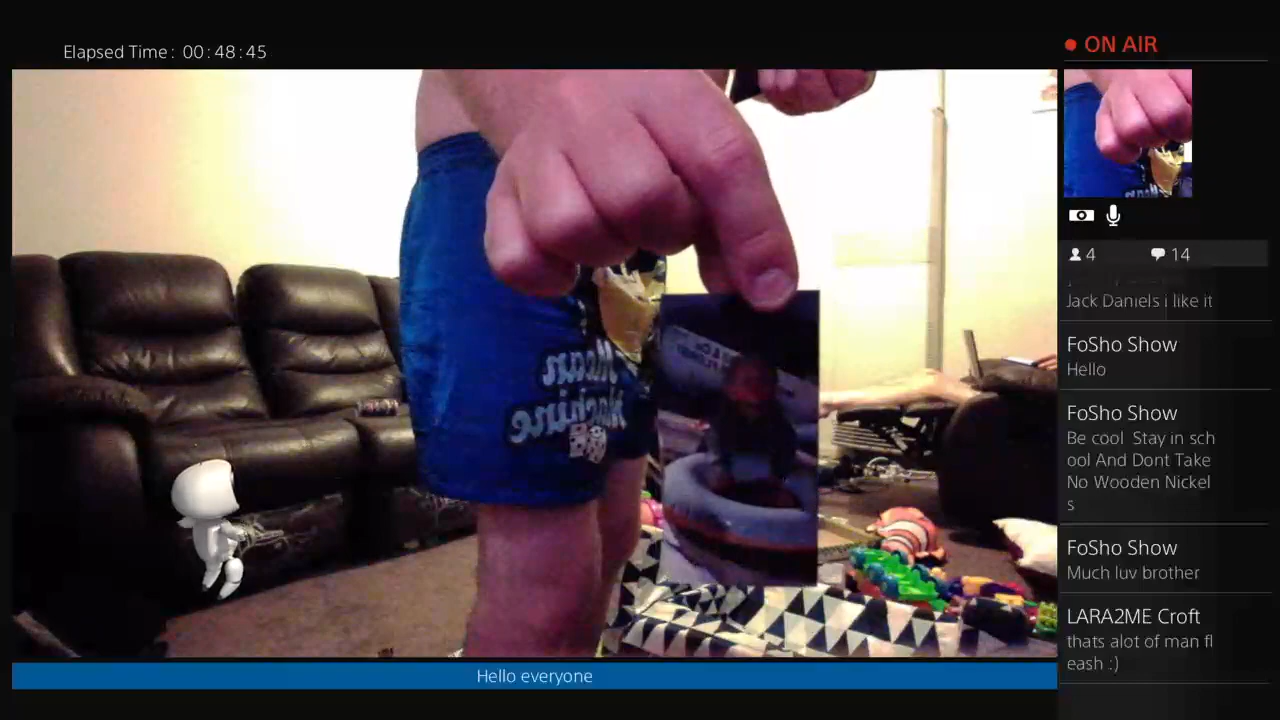 Elapsed Time: 00:48:45
ON AIR
4
14
Jack Daniels i like it
FoSho Show
Hello
FoSho Show
Be cool Stay in sch
ool And Dont Take
No Wooden Nickel
s
FoSho Show
Much luv brother
LARA2ME Croft
thats alot of man fl
eash :)
Mean
Machine
Hello everyone